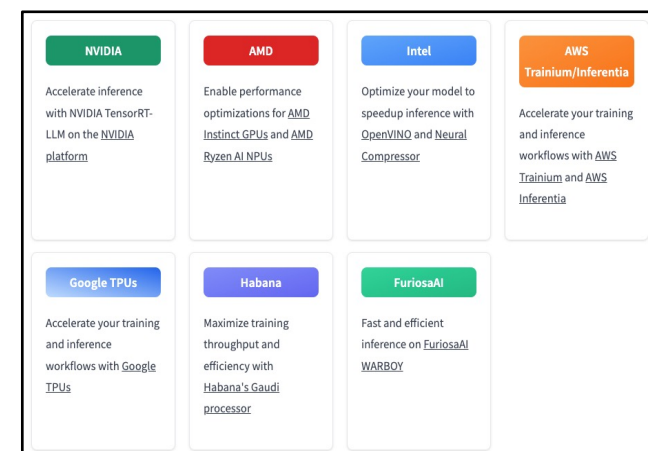 NVIDIA
Accelerate inference
with NVIDIA TensorRT-
LLM on the NVIDIA
platform
AMD
Enable performance
optimizations for AMD
Instinct GPUs and AMD
Ryzen AI NPUs
Intel
Optimize your model to
speedup inference with
OpenVINO and Neural
Compressor
AWS
Trainium/Inferentia
Accelerate your training
and inference
workflows with AWS
Trainium and AWS
Inferentia
Google TPUs
Accelerate your training
and inference
workflows with Google
TPUs
Habana
Maximize training
throughput and
efficiency with
Habana's Gaudi
processor
FuriosaAI
Fast and efficient
inference on FuriosaAI
WARBOY